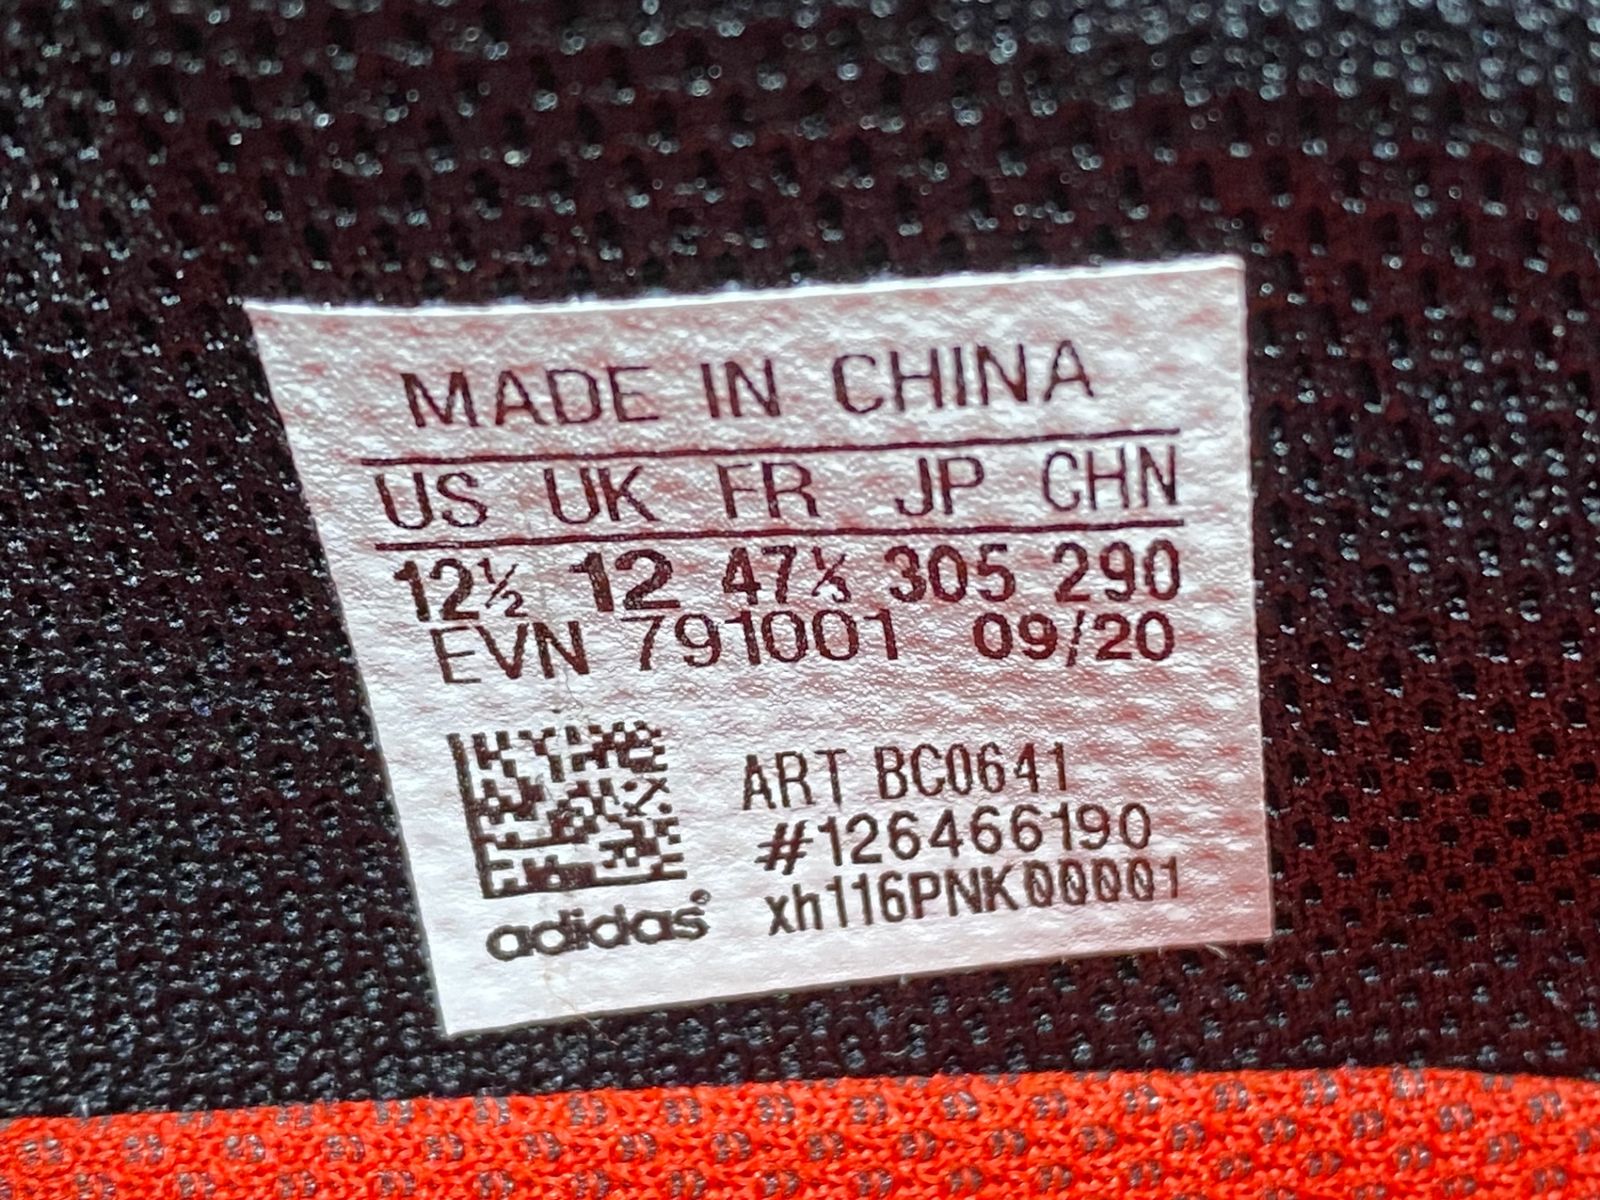 MADE IN CHINA
US UK FR JP CHN
12½ 12 47⅓ 305 290
EVN 791001 09/20
ART BC0641
#126466190
xh116PNK00001
adidas®